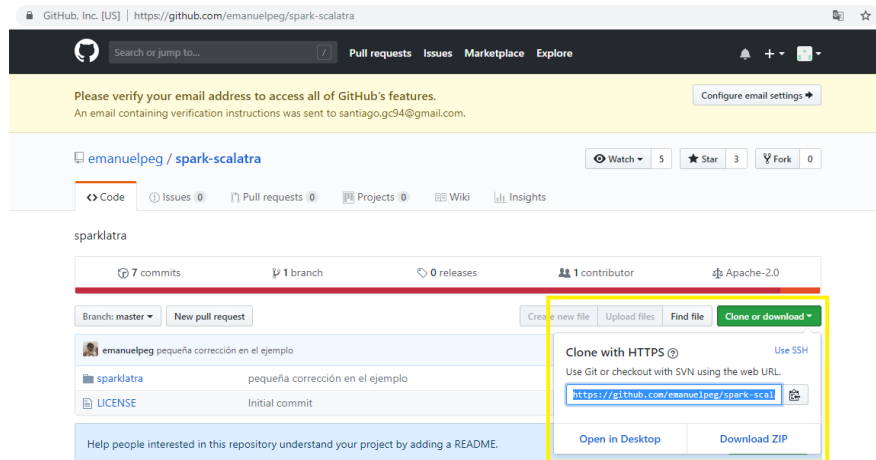 GitHub, Inc. [US] | https://github.com/emanuelpeg/spark-scalatra
Search or jump to... / Pull requests Issues Marketplace Explore
Please verify your email address to access all of GitHub's features.
Configure email settings
An email containing verification instructions was sent to santiago.gc94@gmail.com.
emanuelpeg / spark-scalatra
Watch 5 Star 3 Fork 0
Code Issues 0 Pull requests 0 Projects 0 Wiki Insights
sparklatra
7 commits 1 branch 0 releases 1 contributor Apache-2.0
Branch: master New pull request Create new file Upload files Find file Clone or download
emanuelpeg pequeña corrección en el ejemplo
sparklatra pequeña corrección en el ejemplo
LICENSE Initial commit
Clone with HTTPS ? Use SSH
Use Git or checkout with SVN using the web URL.
https://github.com/emanuelpeg/spark-scal
Open in Desktop Download ZIP
Help people interested in this repository understand your project by adding a README.